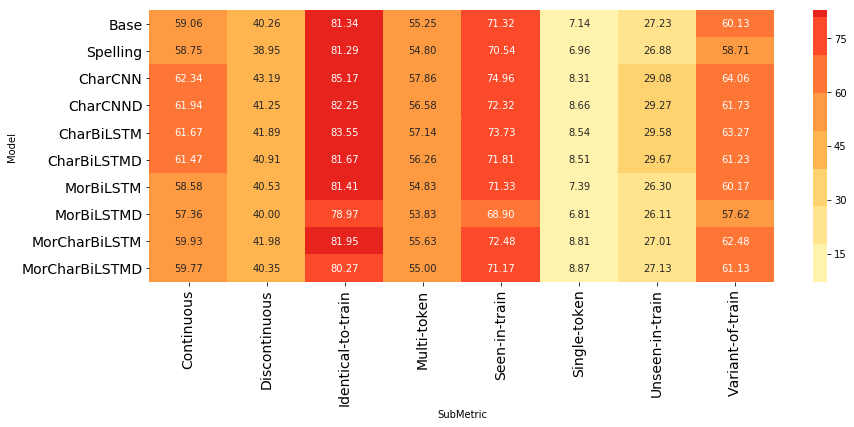 Model
Base 59.06 40.26 81.34 55.25 71.32 7.14 27.23 60.13
Spelling 58.75 38.95 81.29 54.80 70.54 6.96 26.88 58.71
CharCNN 62.34 43.19 85.17 57.86 74.96 8.31 29.08 64.06
CharCNND 61.94 41.25 82.25 56.58 72.32 8.66 29.27 61.73
CharBiLSTM 61.67 41.89 83.55 57.14 73.73 8.54 29.58 63.27
CharBiLSTMD 61.47 40.91 81.67 56.26 71.81 8.51 29.67 61.23
MorBiLSTM 58.58 40.53 81.41 54.83 71.33 7.39 26.30 60.17
MorBiLSTMD 57.36 40.00 78.97 53.83 68.90 6.81 26.11 57.62
MorCharBiLSTM 59.93 41.98 81.95 55.63 72.48 8.81 27.01 62.48
MorCharBiLSTMD 59.77 40.35 80.27 55.00 71.17 8.87 27.13 61.13
Continuous
Discontinuous
Identical-to-train
Multi-token
Seen-in-train
Single-token
Unseen-in-train
Variant-of-train
SubMetric
75
60
45
30
15